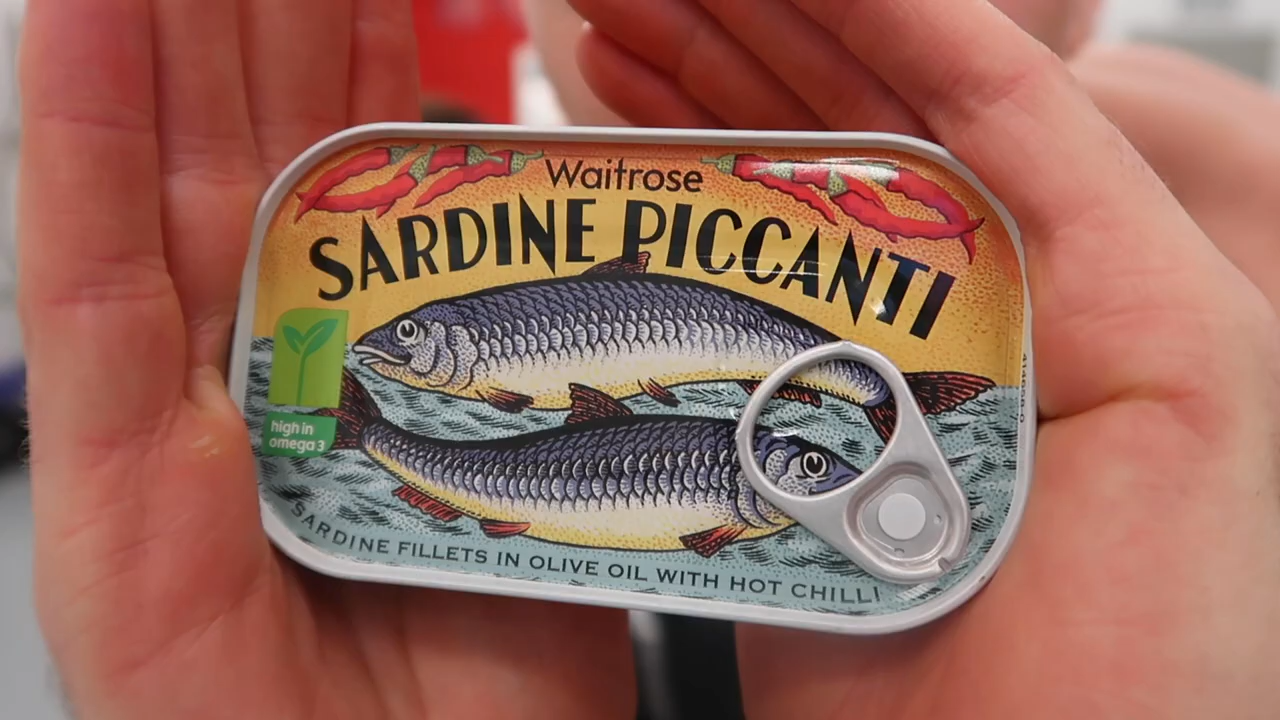 Waitrose
SARDINE PICCANTI
high in
omega 3
SARDINE FILLETS IN OLIVE OIL WITH HOT CHILLI